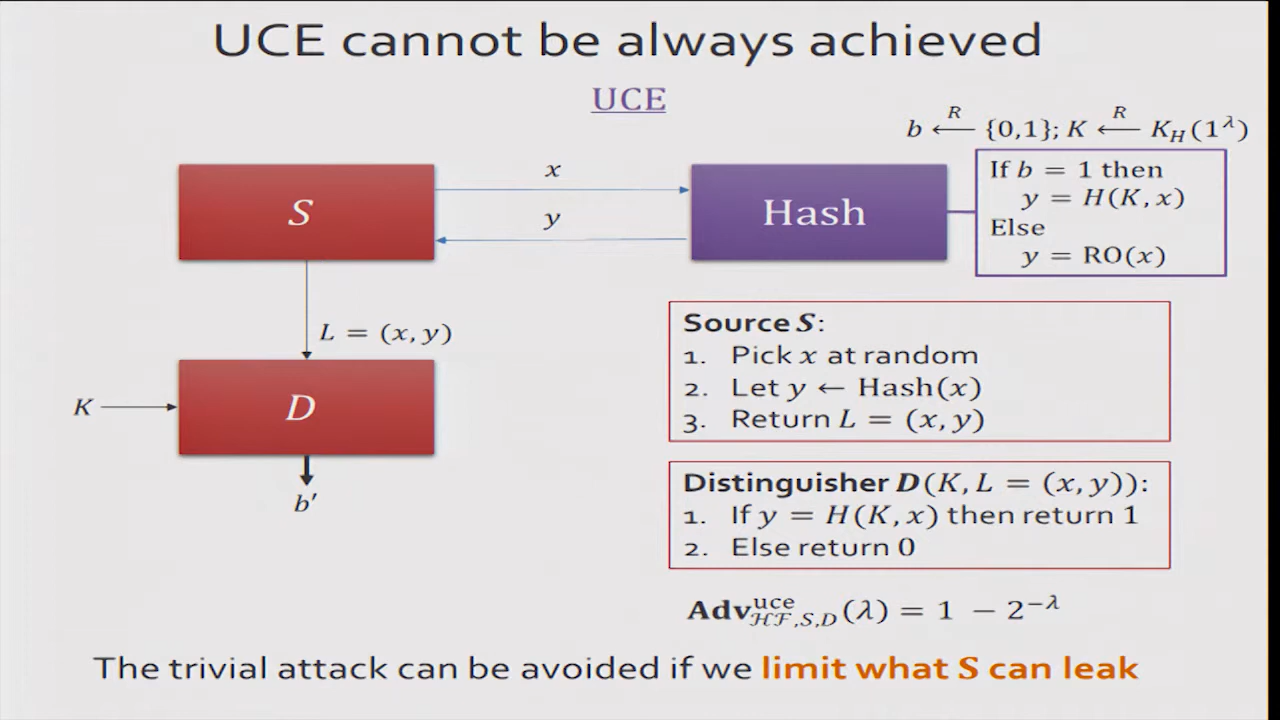 UCE cannot be always achieved
UCE
b ←R {0,1}; K ←R K_H(1^λ)
S
x
y
Hash
If b = 1 then
y = H(K, x)
Else
y = RO(x)
L = (x, y)
K
D
b′
Source S:
1. Pick x at random
2. Let y ← Hash(x)
3. Return L = (x, y)
Distinguisher D(K, L = (x, y)):
1. If y = H(K, x) then return 1
2. Else return 0
Adv^uce_ℋℱ,S,D(λ) = 1 − 2^−λ
The trivial attack can be avoided if we limit what S can leak